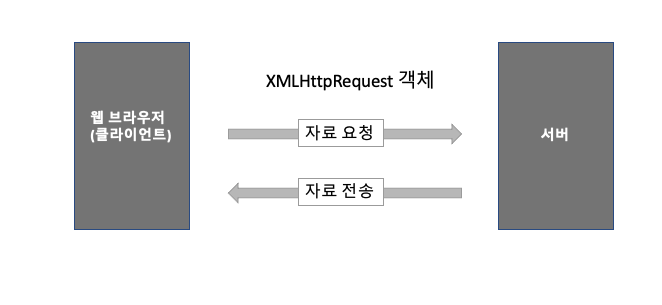 XMLHttpRequest 객체
웹 브라우저
(클라이언트)
자료 요청
서버
자료 전송